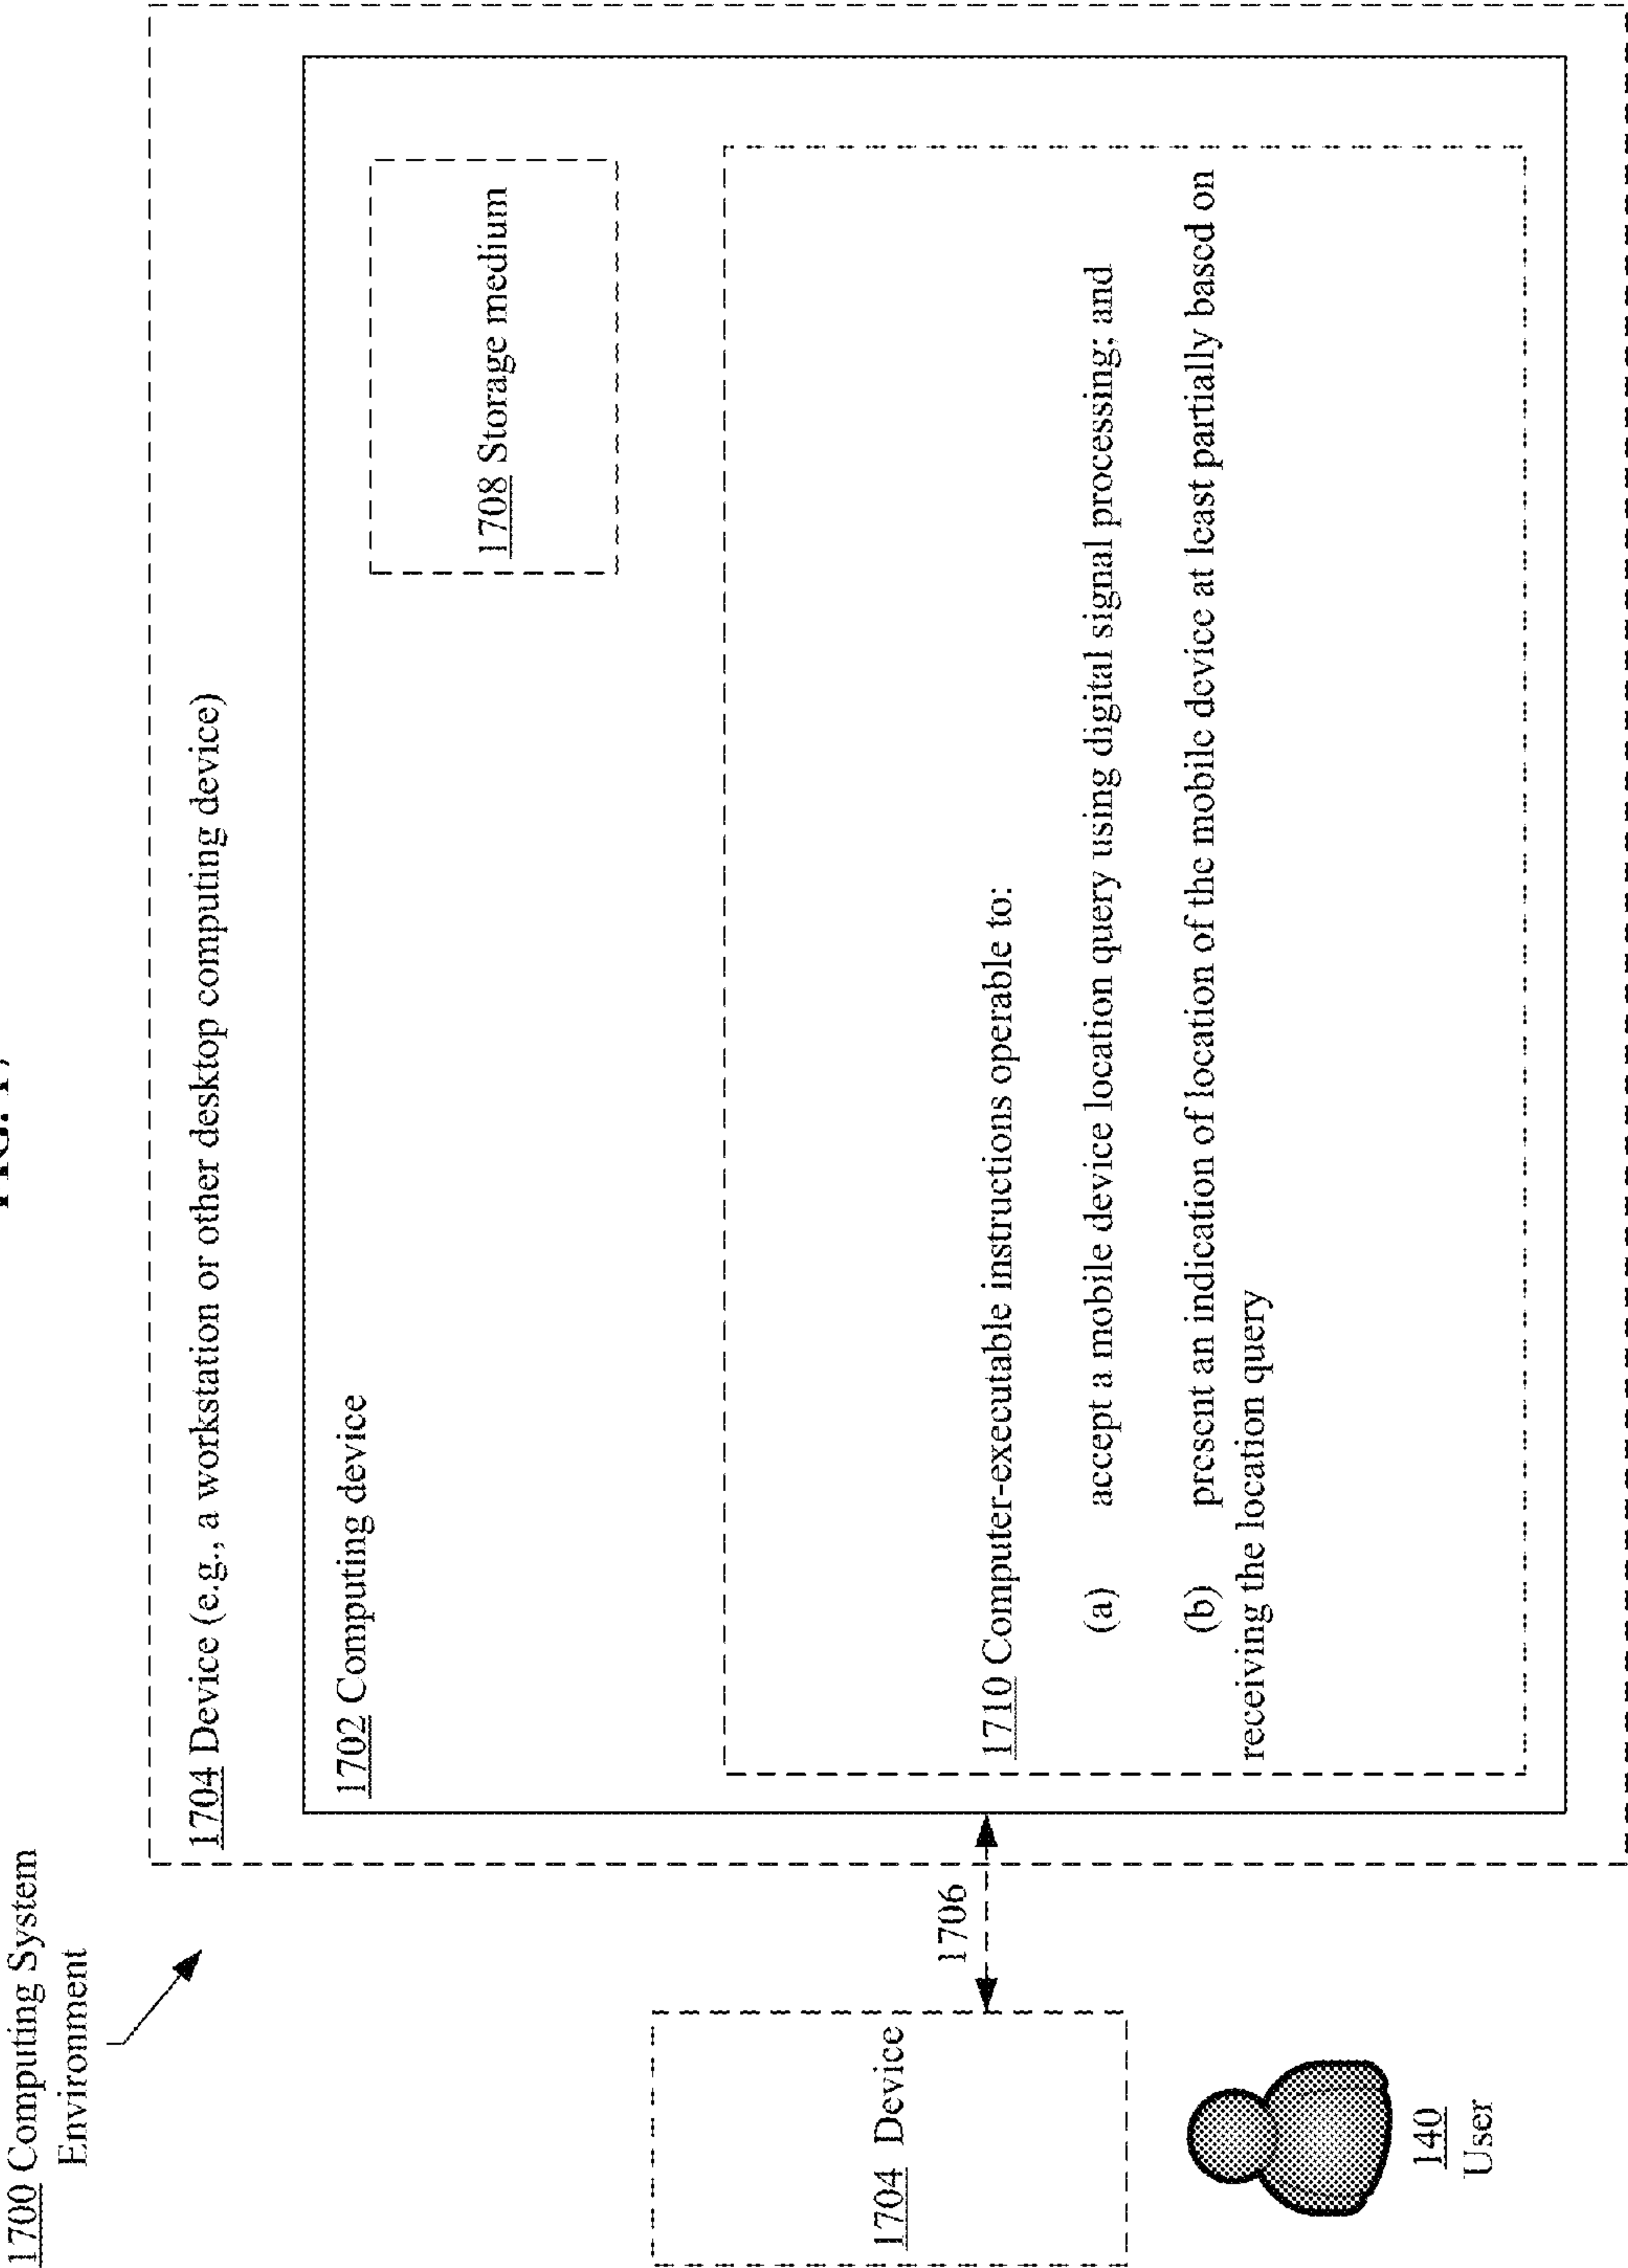 1700 Computing System
Environment
1704 Device (e.g., a workstation or other desktop computing device)
1702 Computing device
1708 Storage medium
1710 Computer-executable instructions operable to:
(a) accept a mobile device location query using digital signal processing; and
(b) present an indication of location of the mobile device at least partially based on
receiving the location query
1706
1704 Device
140
User